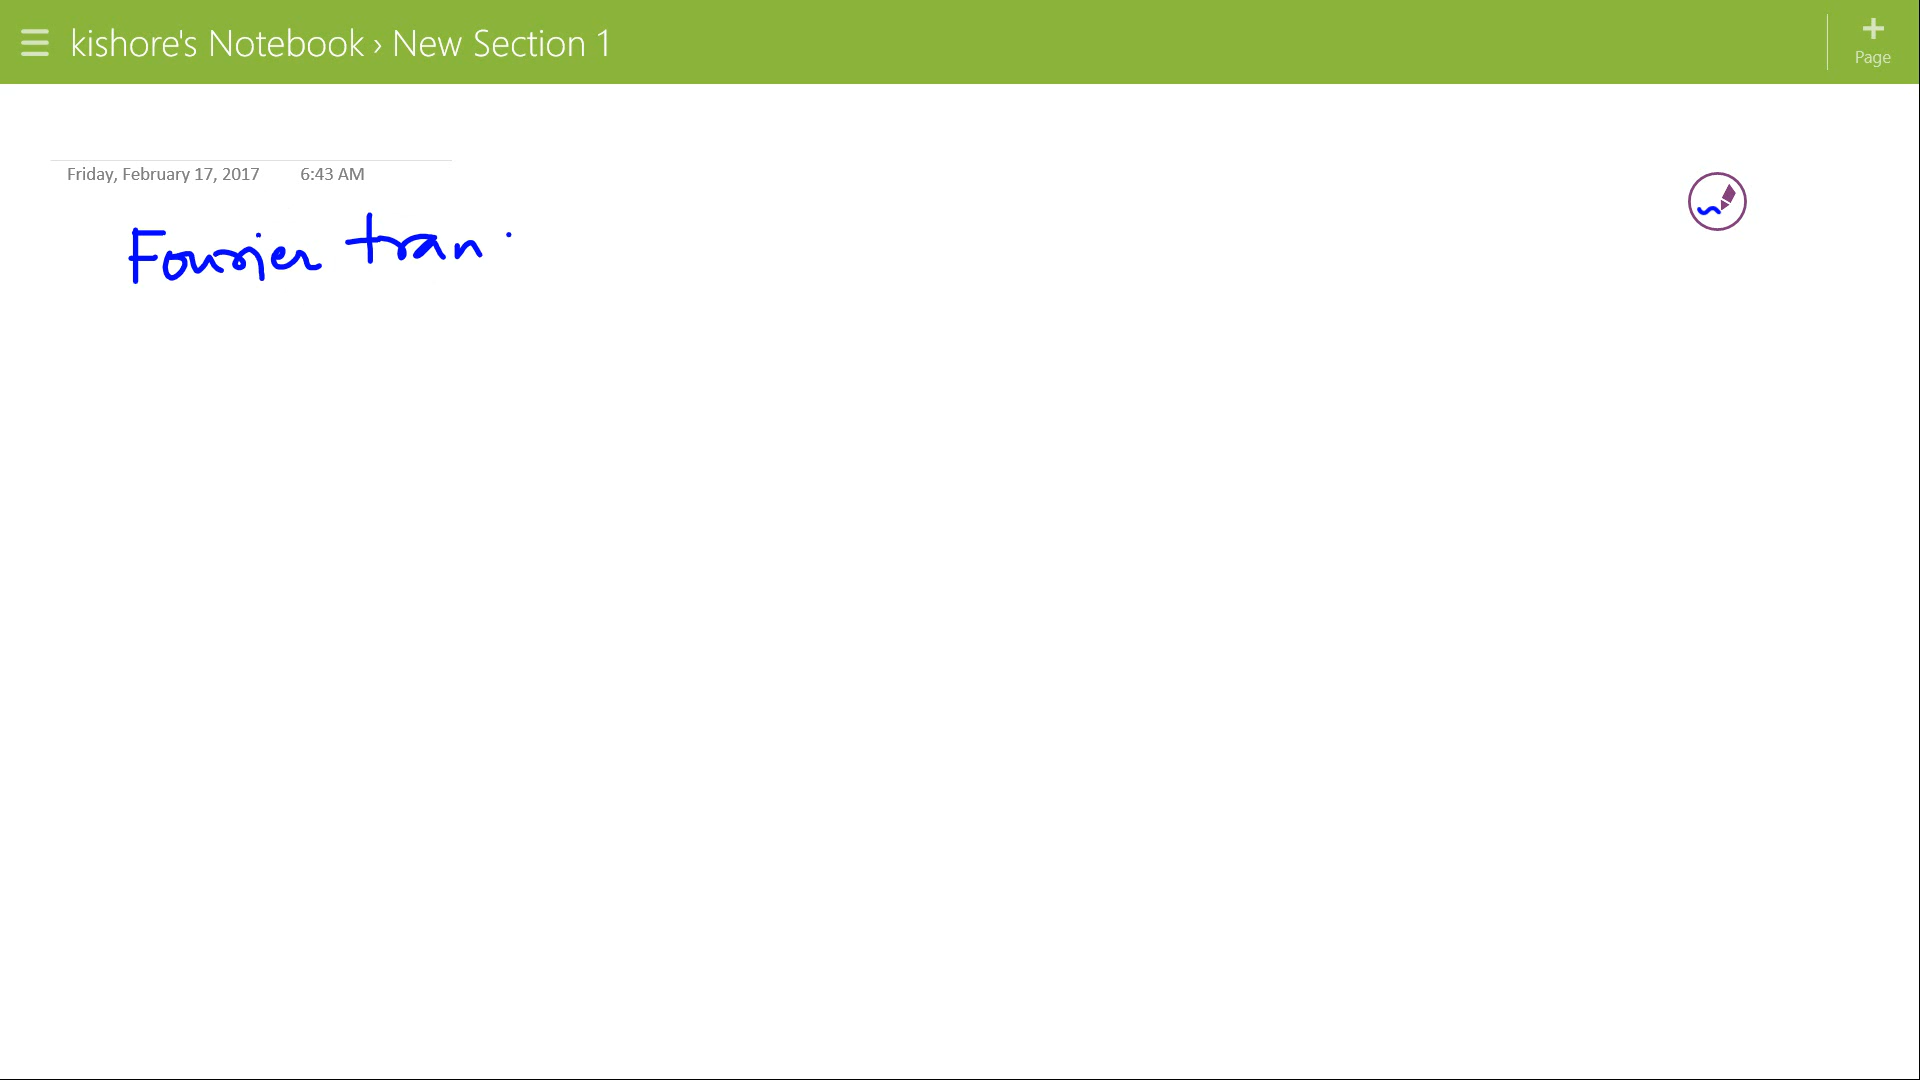 kishore's Notebook › New Section 1
Page
Friday, February 17, 2017 6:43 AM
Fourier tran